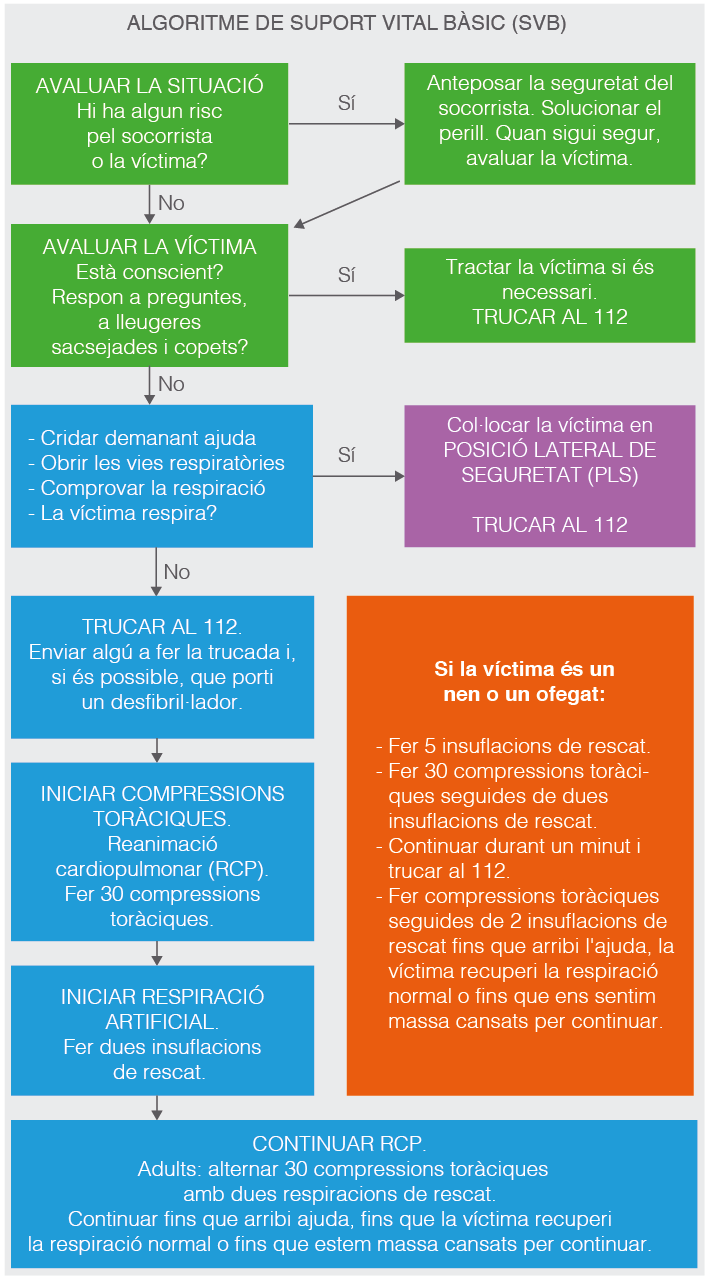 ALGORITME DE SUPORT VITAL BÀSIC (SVB)
AVALUAR LA SITUACIÓ
Hi ha algun risc
pel socorrista
o la víctima?
Sí
Anteposar la seguretat del
socorrista. Solucionar el
perill. Quan sigui segur,
avaluar la víctima.
No
AVALUAR LA VÍCTIMA
Està conscient?
Respon a preguntes,
a lleugeres
sacsejades i copets?
Sí
Tractar la víctima si és
necessari.
TRUCAR AL 112
No
- Cridar demanant ajuda
- Obrir les vies respiratòries
- Comprovar la respiració
- La víctima respira?
Sí
Col·locar la víctima en
POSICIÓ LATERAL DE
SEGURETAT (PLS)
TRUCAR AL 112
No
TRUCAR AL 112.
Enviar algú a fer la trucada i,
si és possible, que porti
un desfibril·lador.
INICIAR COMPRESSIONS
TORÀCIQUES.
Reanimació
cardiopulmonar (RCP).
Fer 30 compressions
toràciques.
INICIAR RESPIRACIÓ
ARTIFICIAL.
Fer dues insuflacions
de rescat.
Si la víctima és un
nen o un ofegat:
- Fer 5 insuflacions de rescat.
- Fer 30 compressions toràci-
ques seguides de dues
insuflacions de rescat.
- Continuar durant un minut i
trucar al 112.
- Fer compressions toràciques
seguides de 2 insuflacions de
rescat fins que arribi l'ajuda, la
víctima recuperi la respiració
normal o fins que ens sentim
massa cansats per continuar.
CONTINUAR RCP.
Adults: alternar 30 compressions toràciques
amb dues respiracions de rescat.
Continuar fins que arribi ajuda, fins que la víctima recuperi
la respiració normal o fins que estem massa cansats per continuar.